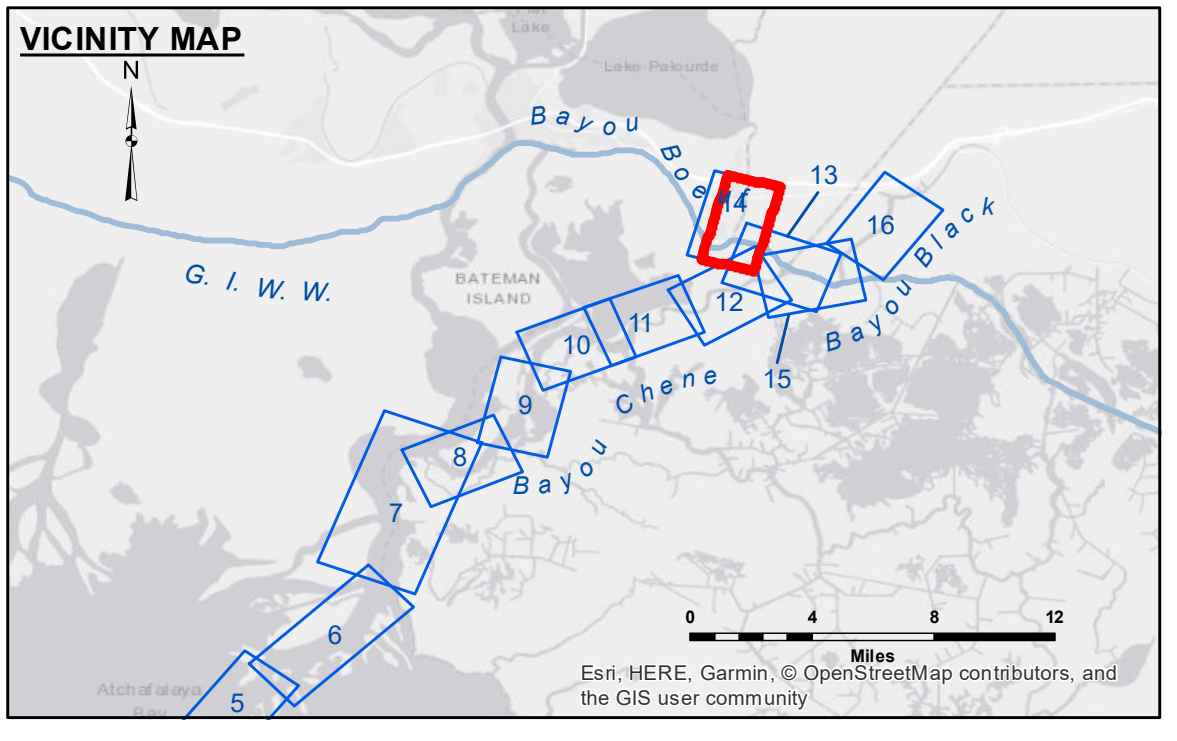 VICINITY MAP
N
Flat
Lake
Lake Palourde
Bayou
Boeuf
G. I. W. W.
BATEMAN
ISLAND
13
14
16
Bayou Black
12
11
10
15
Chene
9
8
Bayou
7
6
5
0 4 8 12
Miles
Atchafalaya
Bay
Esri, HERE, Garmin, © OpenStreetMap contributors, and
the GIS user community